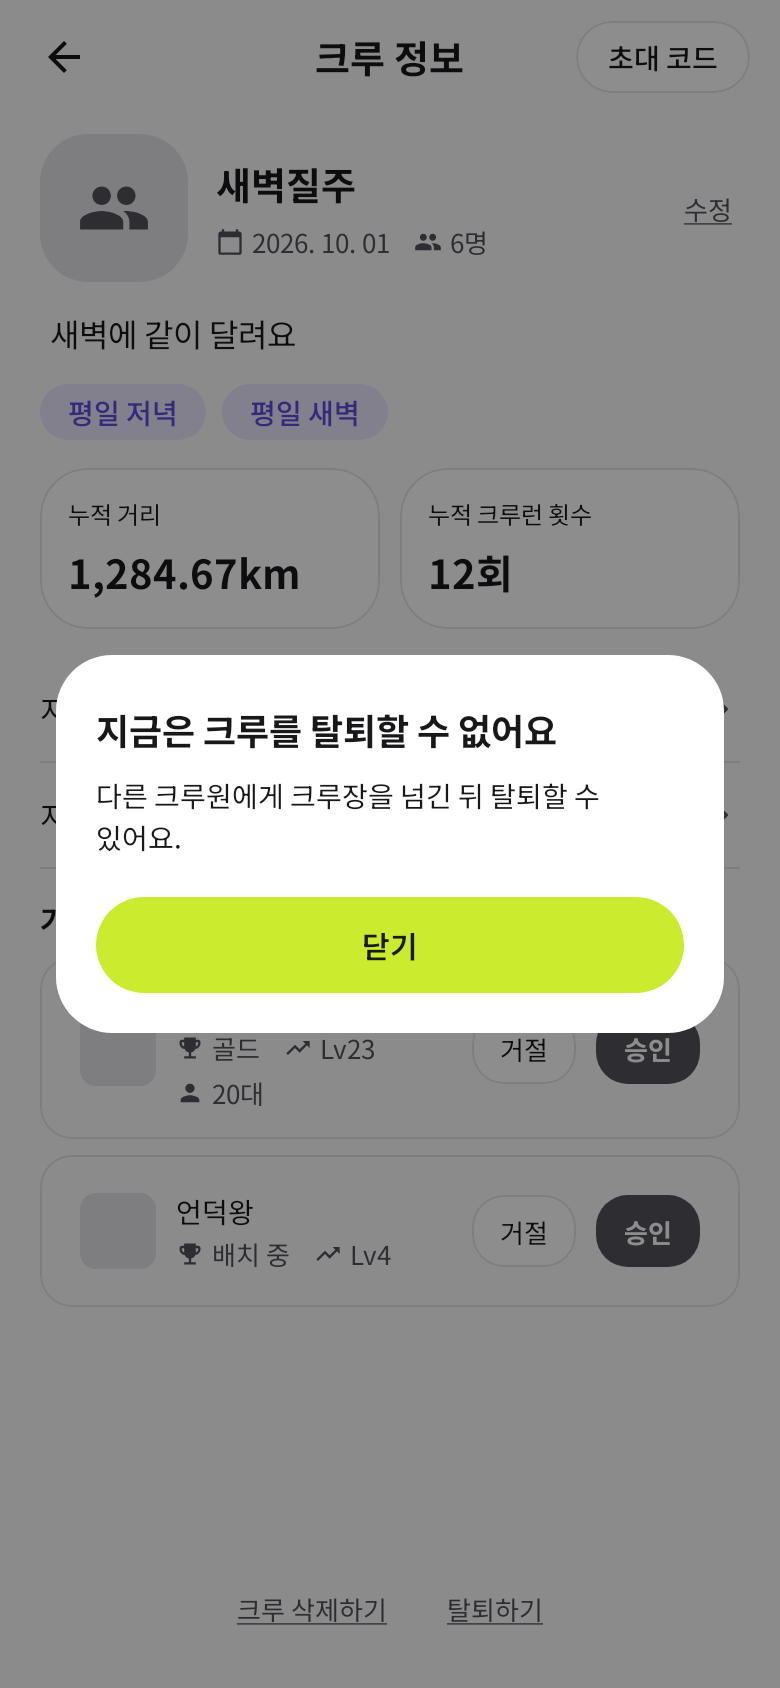 크루 정보
초대 코드
새벽질주
수정
2026. 10. 01 6명
새벽에 같이 달려요
평일 저녁 평일 새벽
누적 거리
1,284.67km
누적 크루런 횟수
12회
지금은 크루를 탈퇴할 수 없어요
다른 크루원에게 크루장을 넘긴 뒤 탈퇴할 수
있어요.
닫기
골드 Lv23
20대
거절 승인
언덕왕
배치 중 Lv4
거절 승인
크루 삭제하기 탈퇴하기